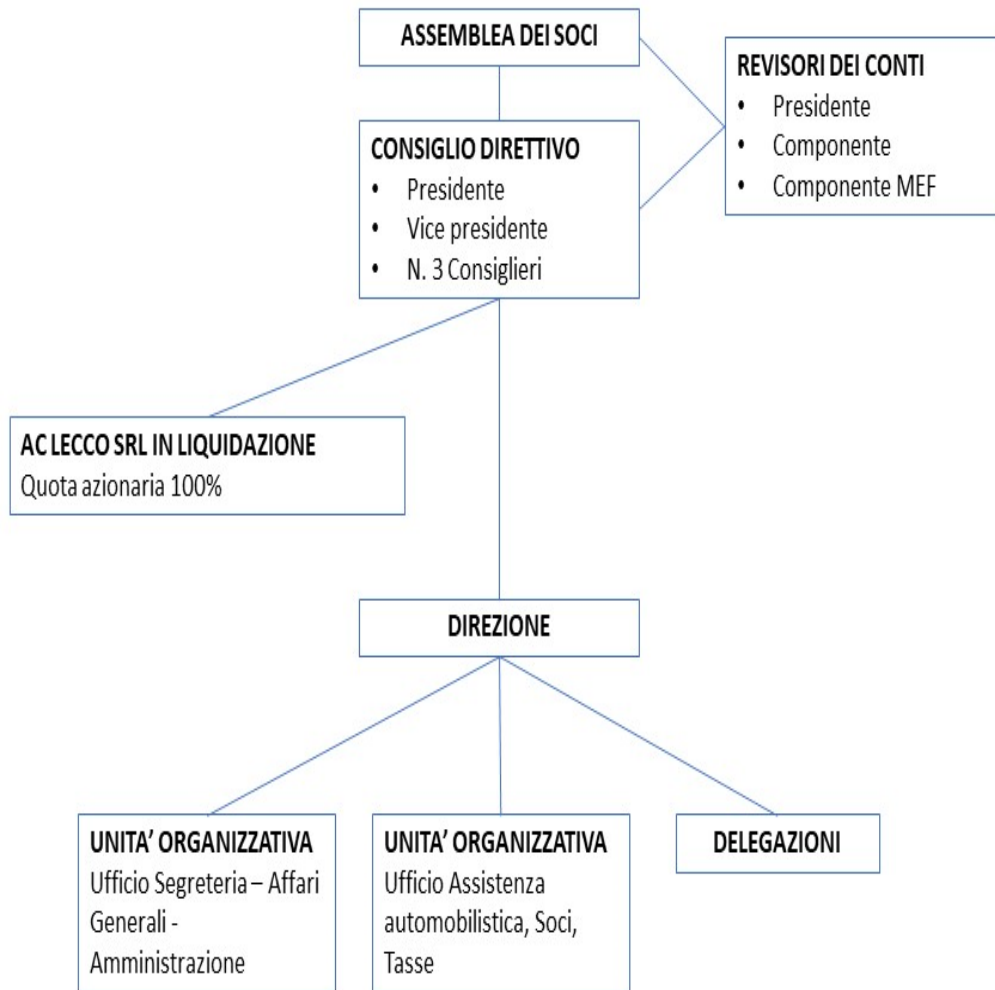 ASSEMBLEA DEI SOCI
REVISORI DEI CONTI
• Presidente
• Componente
• Componente MEF
CONSIGLIO DIRETTIVO
• Presidente
• Vice presidente
• N. 3 Consiglieri
AC LECCO SRL IN LIQUIDAZIONE
Quota azionaria 100%
DIREZIONE
UNITA’ ORGANIZZATIVA
Ufficio Segreteria – Affari
Generali -
Amministrazione
UNITA’ ORGANIZZATIVA
Ufficio Assistenza
automobilistica, Soci,
Tasse
DELEGAZIONI